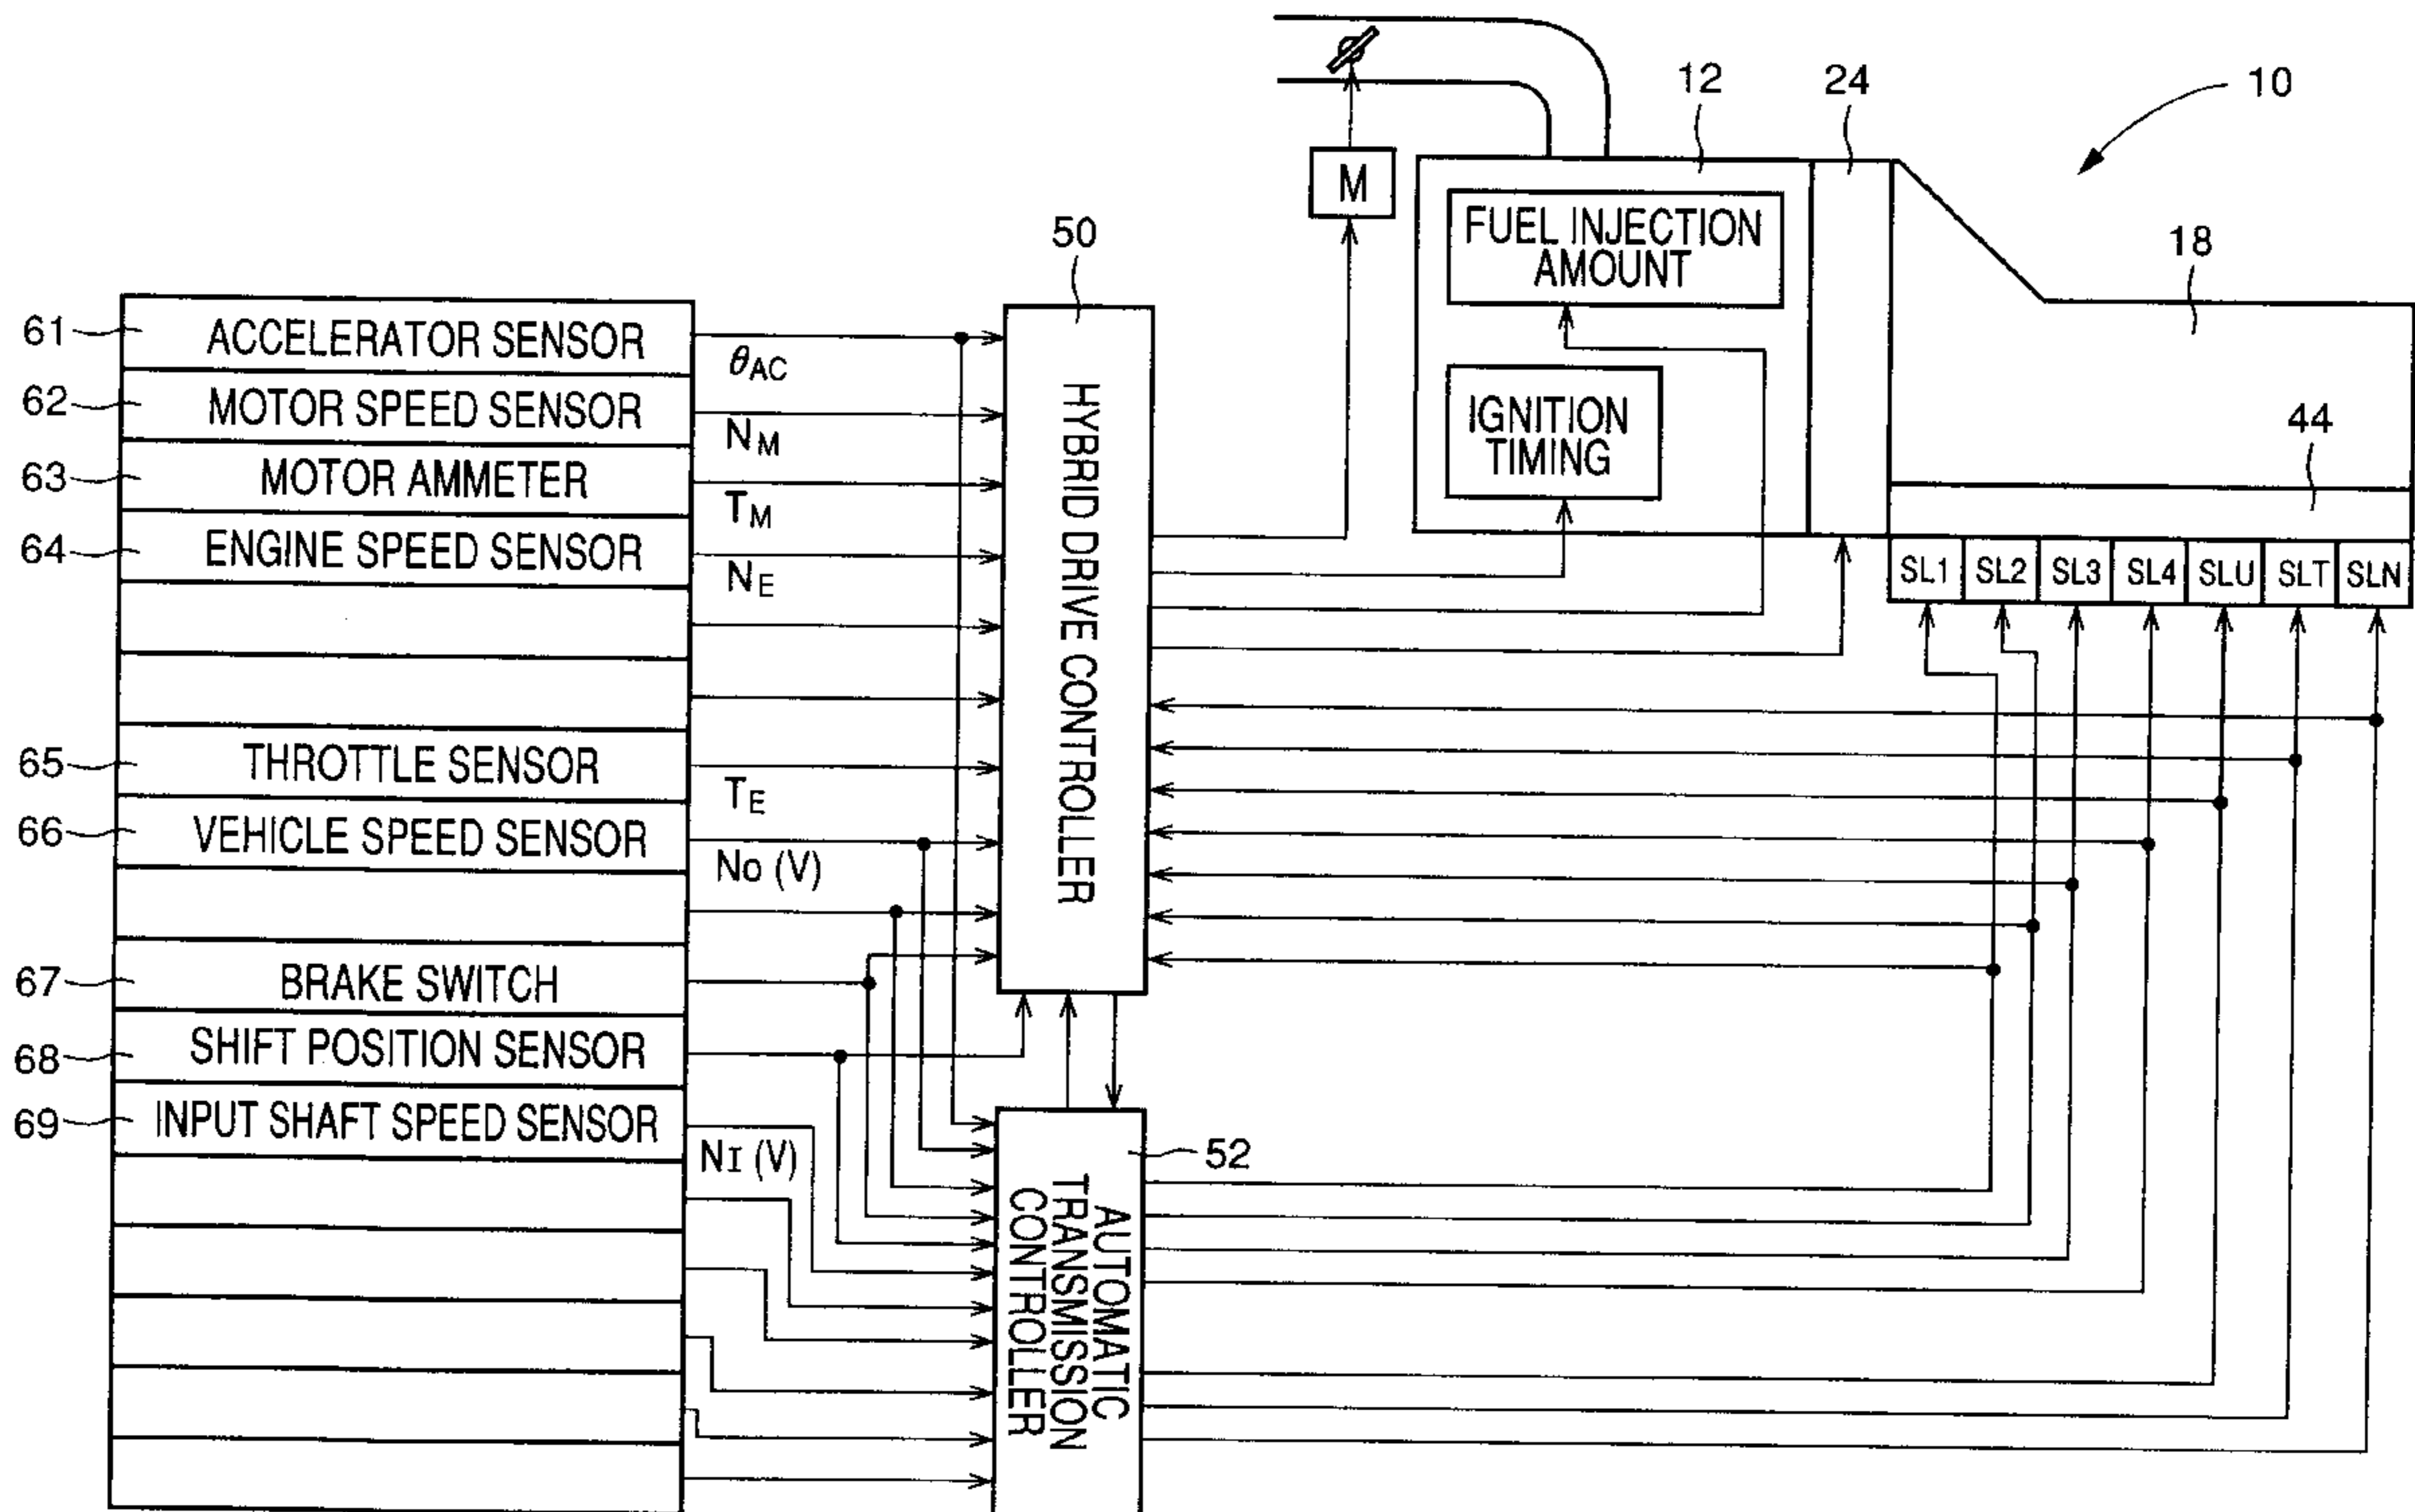 12
24
10
M
FUEL INJECTION
AMOUNT
18
50
61
ACCELERATOR SENSOR
θAC
62
MOTOR SPEED SENSOR
NM
IGNITION
TIMING
44
63
MOTOR AMMETER
TM
64
ENGINE SPEED SENSOR
NE
SL1 SL2 SL3 SL4 SLU SLT SLN
HYBRID DRIVE CONTROLLER
65
THROTTLE SENSOR
TE
66
VEHICLE SPEED SENSOR
No (V)
67
BRAKE SWITCH
68
SHIFT POSITION SENSOR
69
INPUT SHAFT SPEED SENSOR
NI (V)
52
AUTOMATIC
TRANSMISSION
CONTROLLER